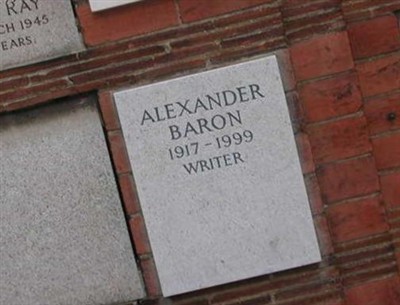 RAY
CH 1945
EARS
ALEXANDER
BARON
1917 - 1999
WRITER